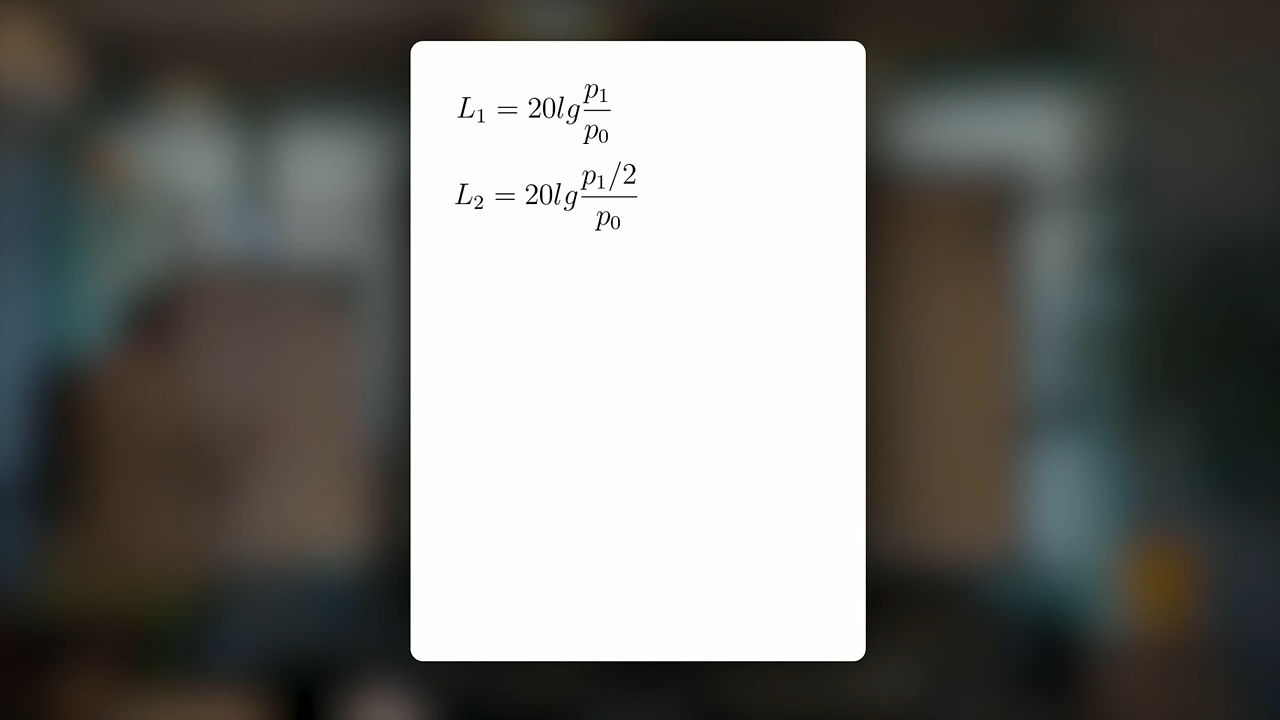 $L_1 = 20lg\frac{p_1}{p_0}$
$L_2 = 20lg\frac{p_1/2}{p_0}$